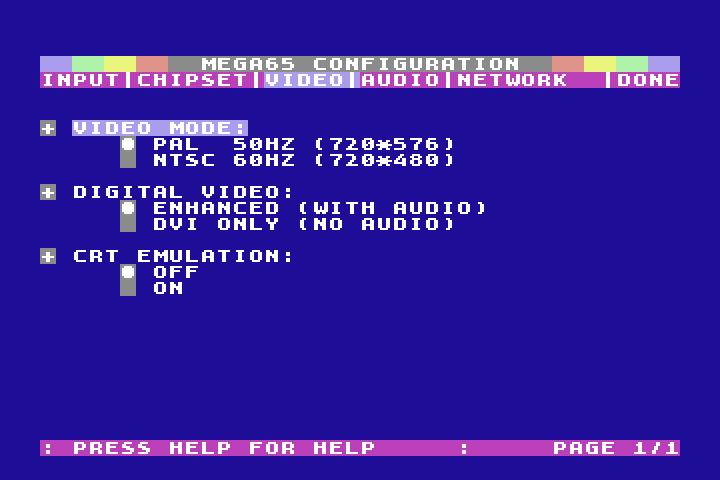 MEGA65 CONFIGURATION
INPUT|CHIPSET|VIDEO|AUDIO|NETWORK |DONE
+ VIDEO MODE:
PAL 50HZ (720*576)
NTSC 60HZ (720*480)
+ DIGITAL VIDEO:
ENHANCED (WITH AUDIO)
DVI ONLY (NO AUDIO)
+ CRT EMULATION:
OFF
ON
: PRESS HELP FOR HELP : PAGE 1/1